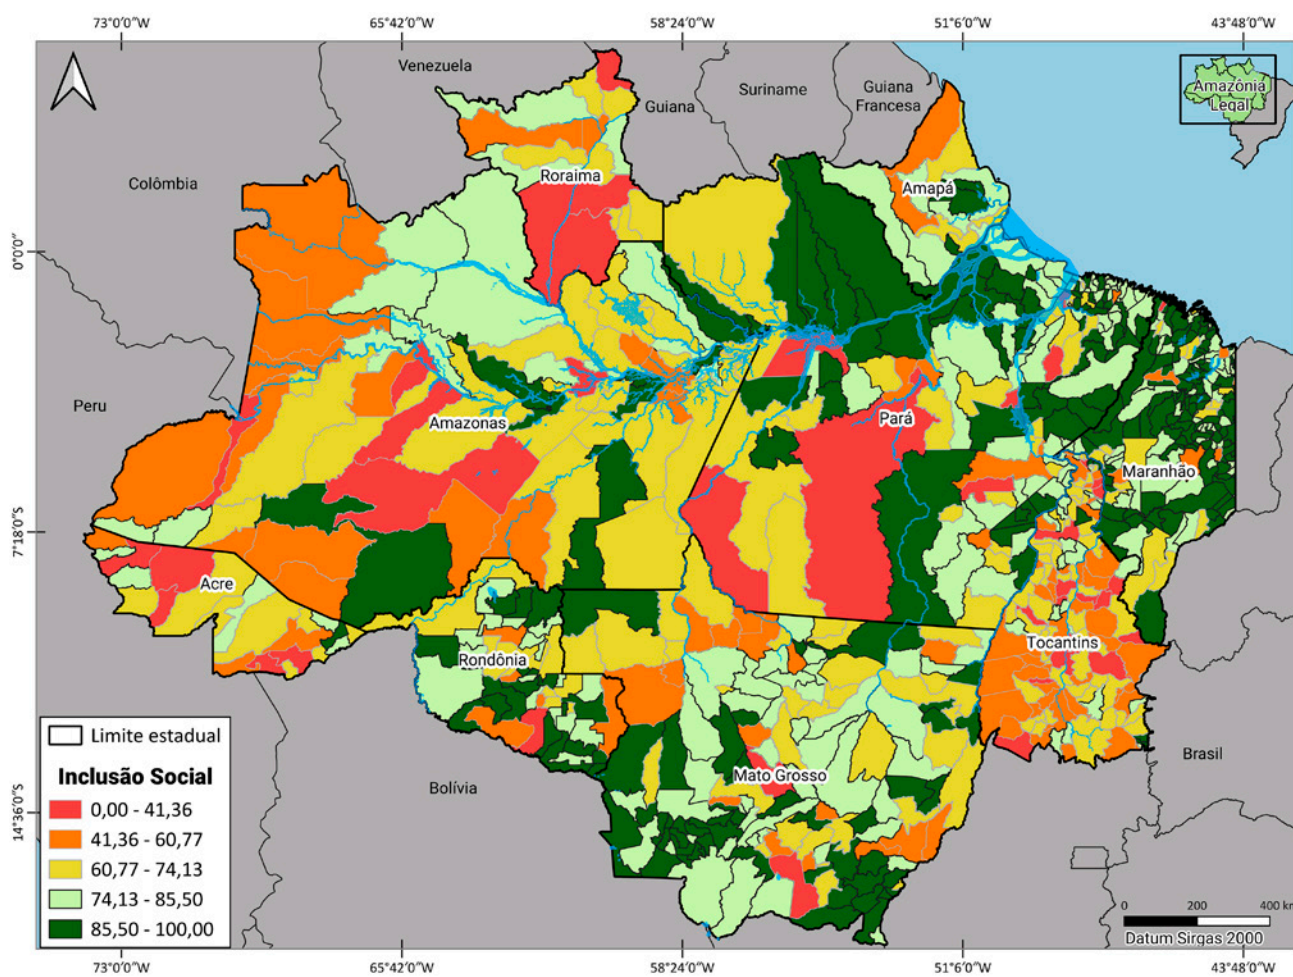 73°0′0″W 65°42′0″W 58°24′0″W 51°6′0″W 43°48′0″W
Venezuela
Guiana
Suriname
Guiana
Francesa
Amazônia
Legal
Colômbia
Roraima
Amapá
0°0′0″
Peru
Amazonas
Pará
Maranhão
7°18′0″S
Acre
Rondônia
Tocantins
Limite estadual
Inclusão Social
0,00 - 41,36
41,36 - 60,77
60,77 - 74,13
74,13 - 85,50
85,50 - 100,00
Bolívia
Mato Grosso
Brasil
14°36′0″S
0 200 400 km
Datum Sirgas 2000
73°0′0″W 65°42′0″W 58°24′0″W 51°6′0″W 43°48′0″W